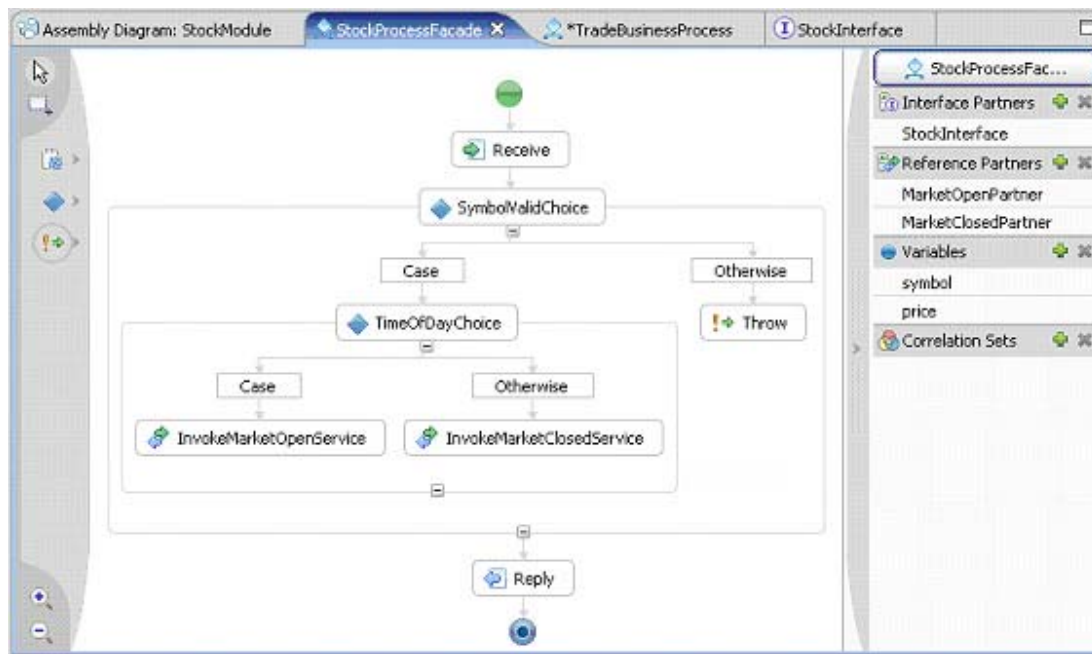 Assembly Diagram: StockModule StockProcessFacade *TradeBusinessProcess StockInterface
StockProcessFac...
Interface Partners
StockInterface
Reference Partners
MarketOpenPartner
MarketClosedPartner
Variables
symbol
price
Correlation Sets
Receive
SymbolValidChoice
Case Otherwise
TimeOfDayChoice Throw
Case Otherwise
InvokeMarketOpenService InvokeMarketClosedService
Reply